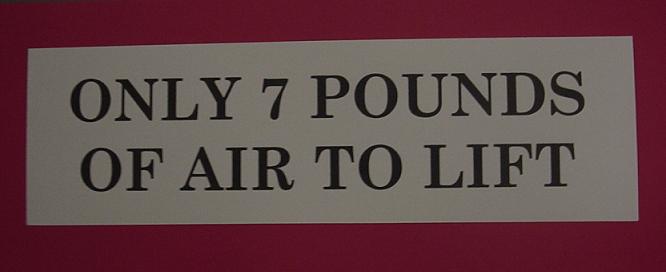 ONLY 7 POUNDS
OF AIR TO LIFT